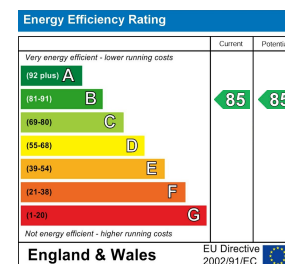 Energy Efficiency Rating
Current Potentia
Very energy efficient - lower running costs
(92 plus) A
(81-91) B 85 85
(69-80) C
(55-68) D
(39-54) E
(21-38) F
(1-20) G
Not energy efficient - higher running costs
England & Wales
EU Directive
2002/91/EC